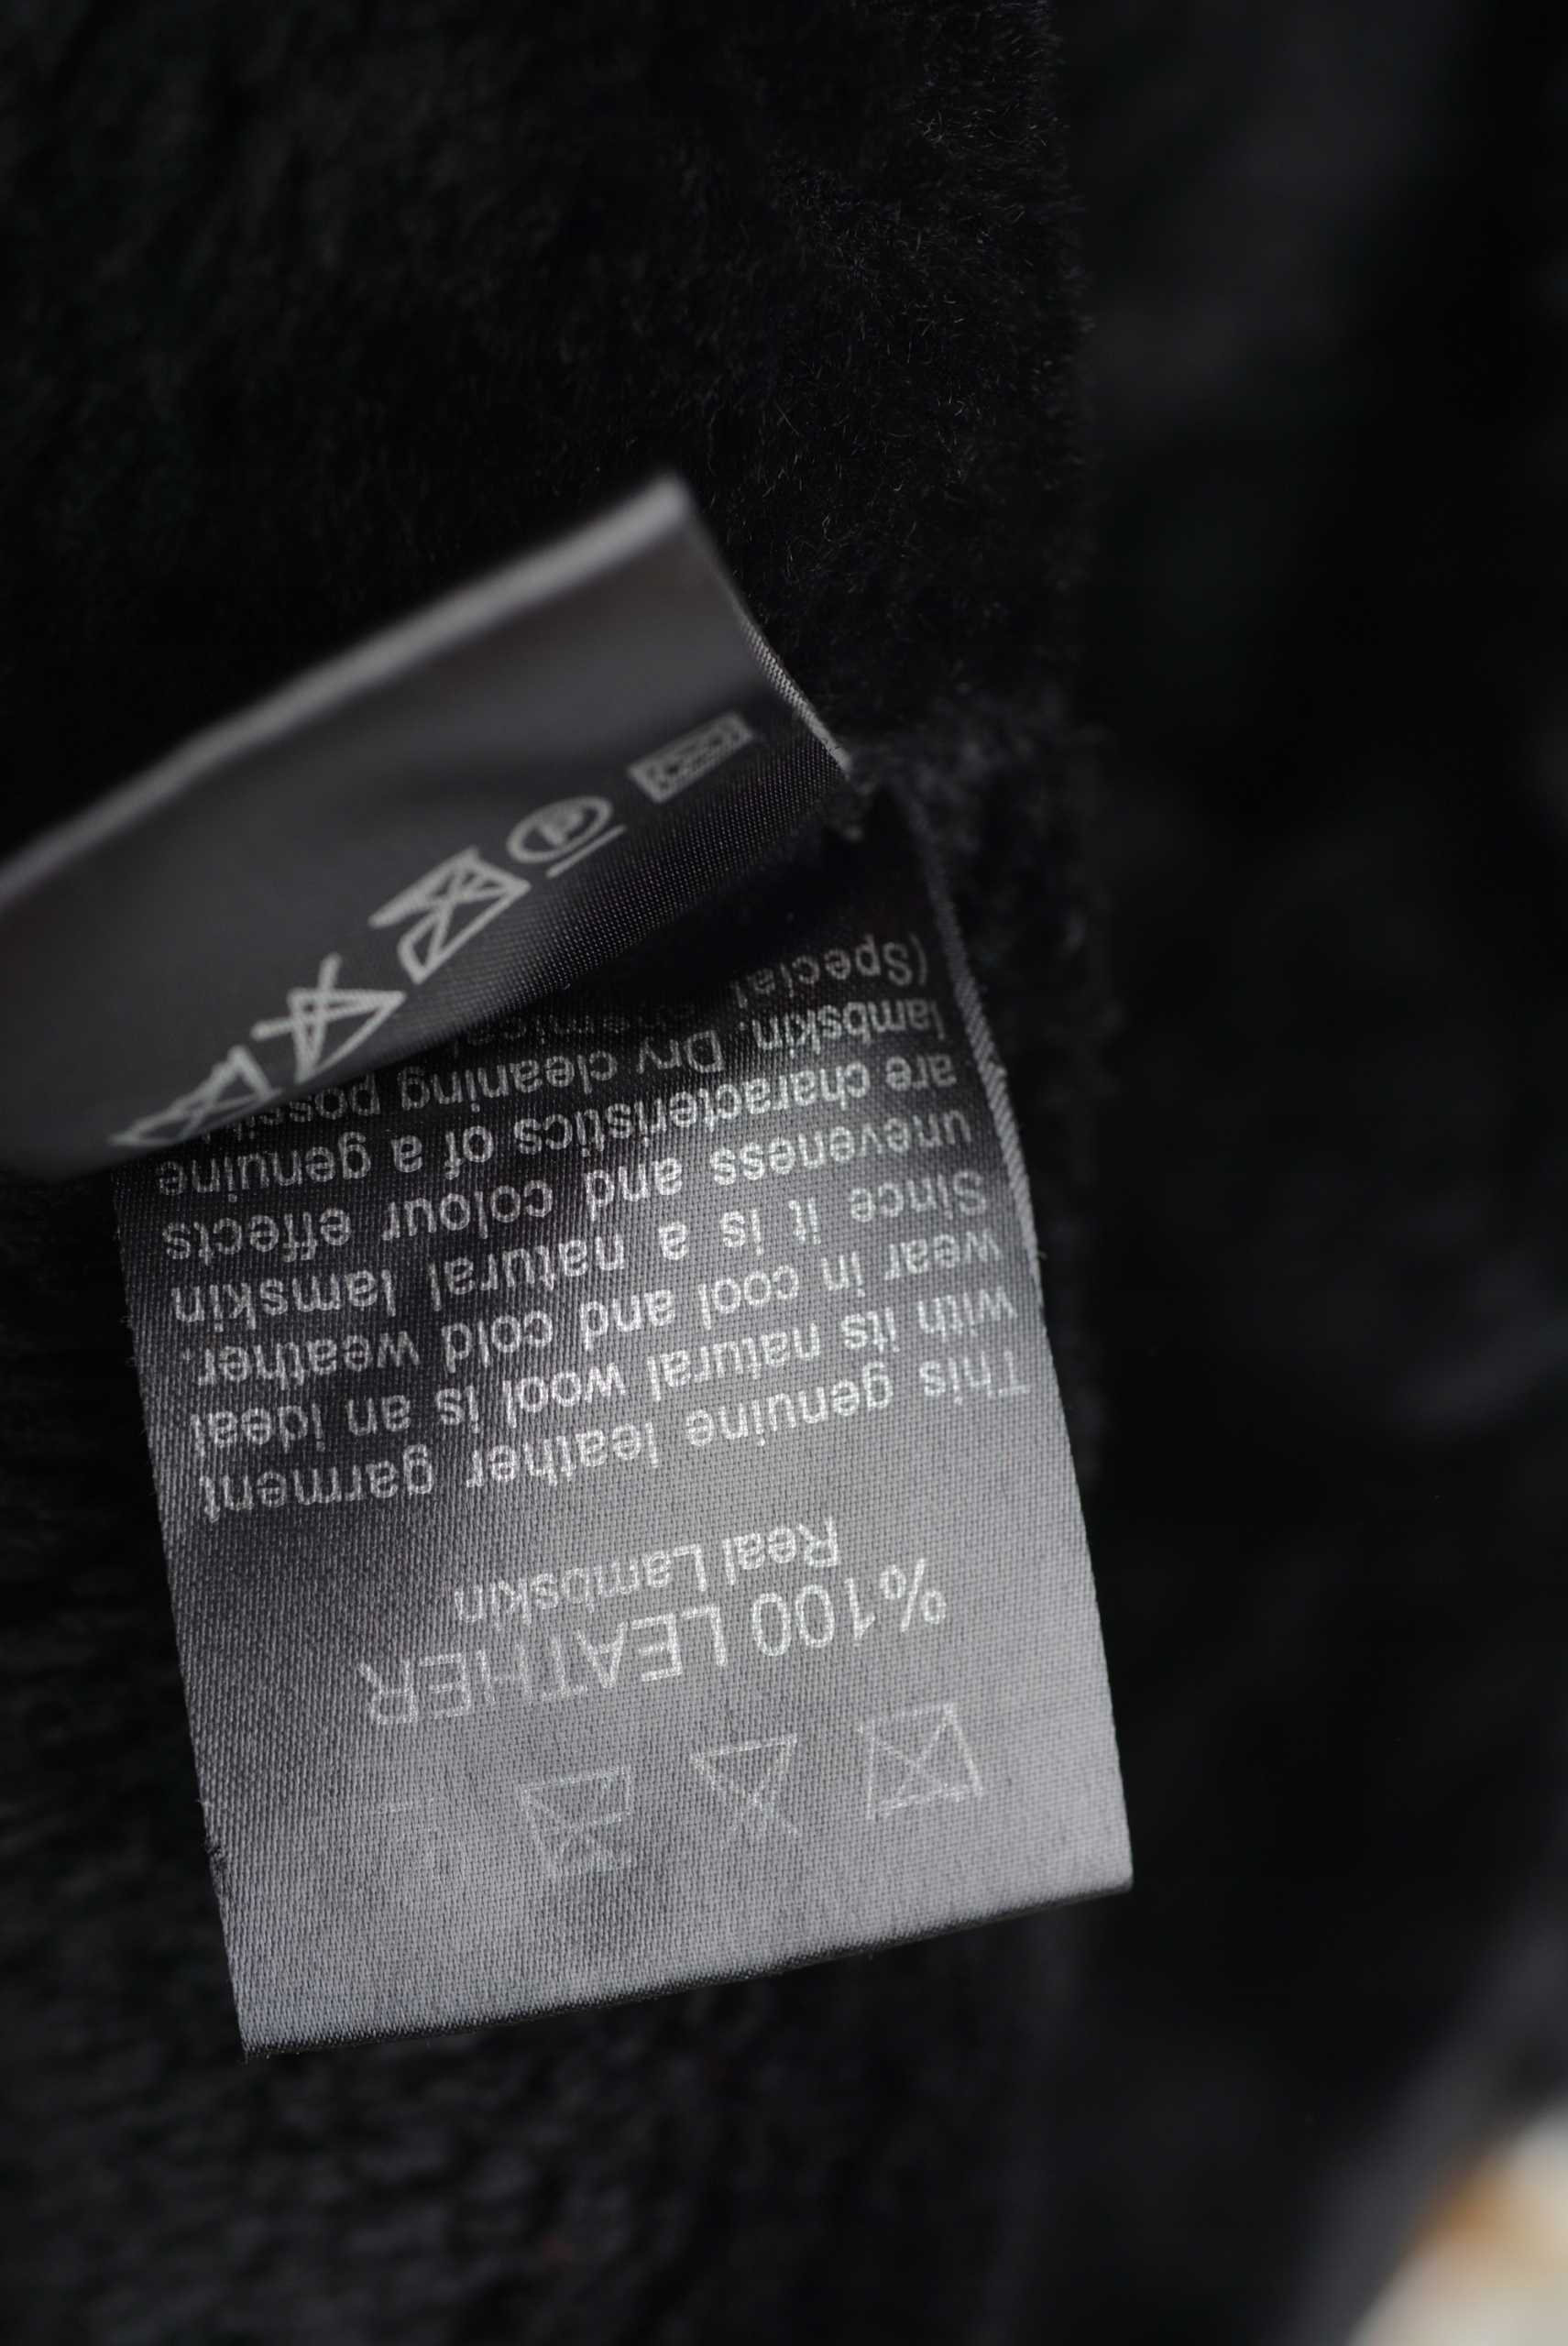 %100 LEATHER
Real Lambskin
This genuine leather garment
with its natural wool is an ideal
wear in cool and cold weather.
Since it is a natural lamskin
uneveness and colour effects
are characteristics of a genuine
lambskin. Dry cleaning
(Special
P